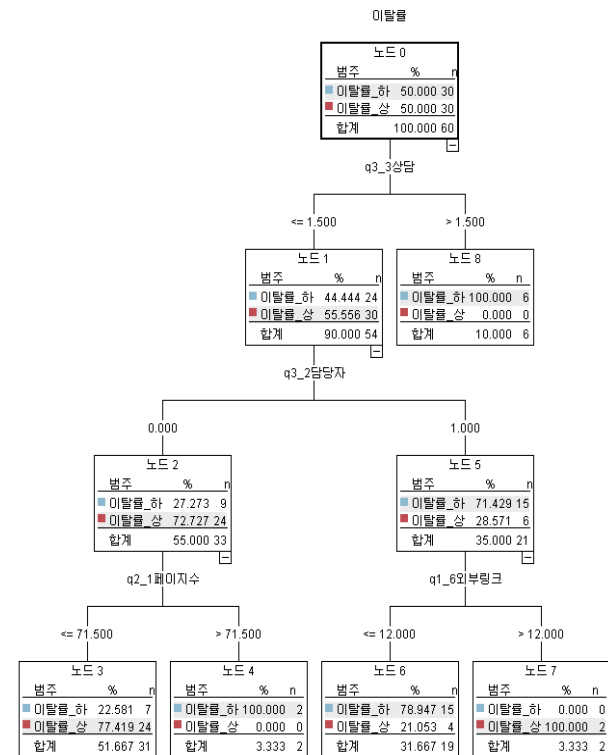 이탈률
노드 0
범주 % n
이탈률_하 50.000 30
이탈률_상 50.000 30
합계 100.000 60
q3_3상담
<= 1.500
> 1.500
노드 1
범주 % n
이탈률_하 44.444 24
이탈률_상 55.556 30
합계 90.000 54
노드 8
범주 % n
이탈률_하 100.000 6
이탈률_상 0.000 0
합계 10.000 6
q3_2담당자
0.000
1.000
노드 2
범주 % n
이탈률_하 27.273 9
이탈률_상 72.727 24
합계 55.000 33
노드 5
범주 % n
이탈률_하 71.429 15
이탈률_상 28.571 6
합계 35.000 21
q2_1페이지수
q1_6외부링크
<= 71.500
> 71.500
<= 12.000
> 12.000
노드 3
범주 % n
이탈률_하 22.581 7
이탈률_상 77.419 24
합계 51.667 31
노드 4
범주 % n
이탈률_하 100.000 2
이탈률_상 0.000 0
합계 3.333 2
노드 6
범주 % n
이탈률_하 78.947 15
이탈률_상 21.053 4
합계 31.667 19
노드 7
범주 % n
이탈률_하 0.000 0
이탈률_상 100.000 2
합계 3.333 2